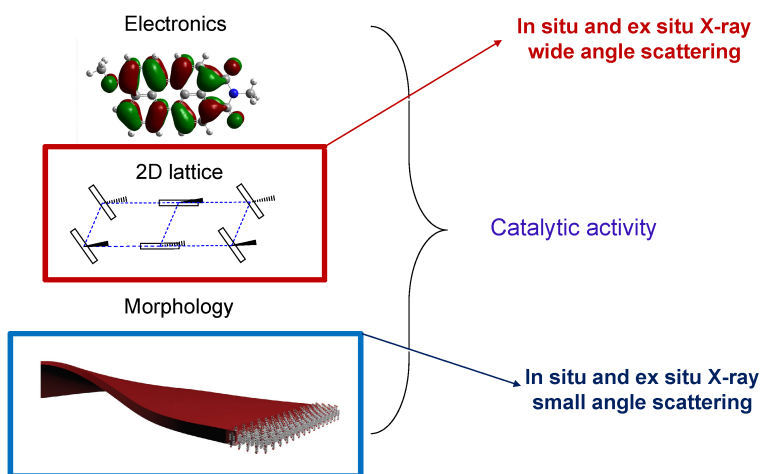 Electronics
In situ and ex situ X-ray
wide angle scattering
2D lattice
Catalytic activity
Morphology
In situ and ex situ X-ray
small angle scattering